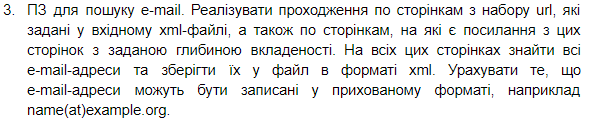 3. ПЗ для пошуку e-mail. Реалізувати проходження по сторінкам з набору url, які
задані у вхідному xml-файлі, а також по сторінкам, на які є посилання з цих
сторінок з заданою глибиною вкладеності. На всіх цих сторінках знайти всі
e-mail-адреси та зберігти їх у файл в форматі xml. Урахувати те, що
e-mail-адреси можуть бути записані у прихованому форматі, наприклад
name(at)example.org.